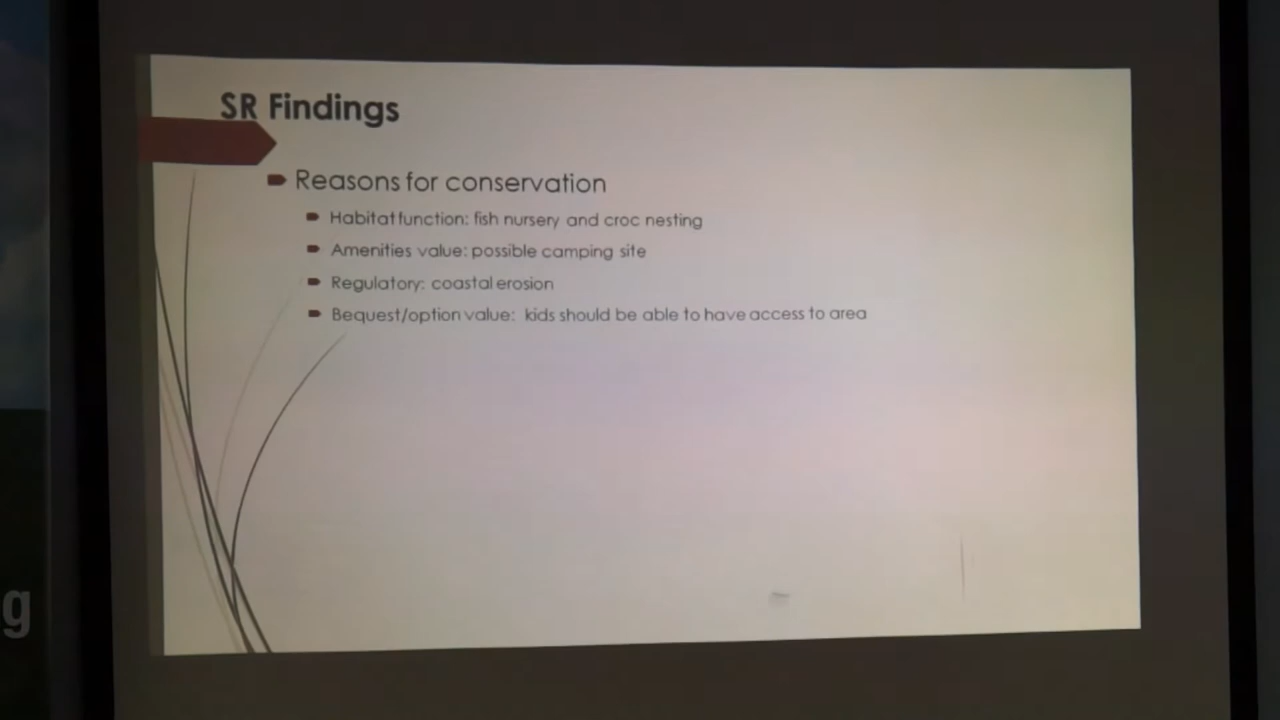 SR Findings
Reasons for conservation
Habitat function: fish nursery and croc nesting
Amenities value: possible camping site
Regulatory: coastal erosion
Bequest/option value: kids should be able to have access to area
g